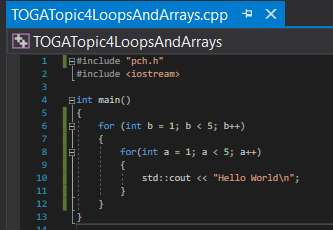 TOGATopic4LoopsAndArrays.cpp
TOGATopic4LoopsAndArrays
1 #include "pch.h"
2 #include <iostream>
3
4 int main()
5 {
6 for (int b = 1; b < 5; b++)
7 {
8 for(int a = 1; a < 5; a++)
9 {
10 std::cout << "Hello World\n";
11 }
12 }
13 }